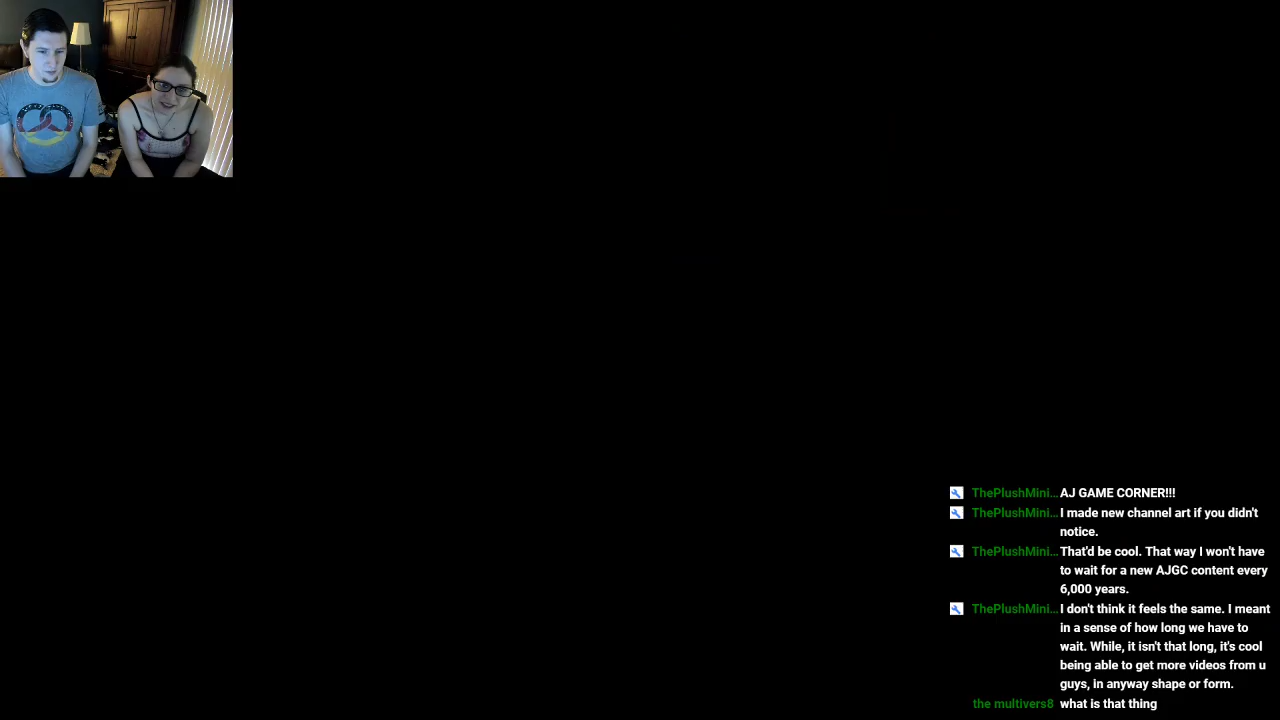 ThePlushMini... AJ GAME CORNER!!!
ThePlushMini... I made new channel art if you didn't
notice.
ThePlushMini... That'd be cool. That way I won't have
to wait for a new AJGC content every
6,000 years.
ThePlushMini... I don't think it feels the same. I meant
in a sense of how long we have to
wait. While, it isn't that long, it's cool
being able to get more videos from u
guys, in anyway shape or form.
the multivers8 what is that thing